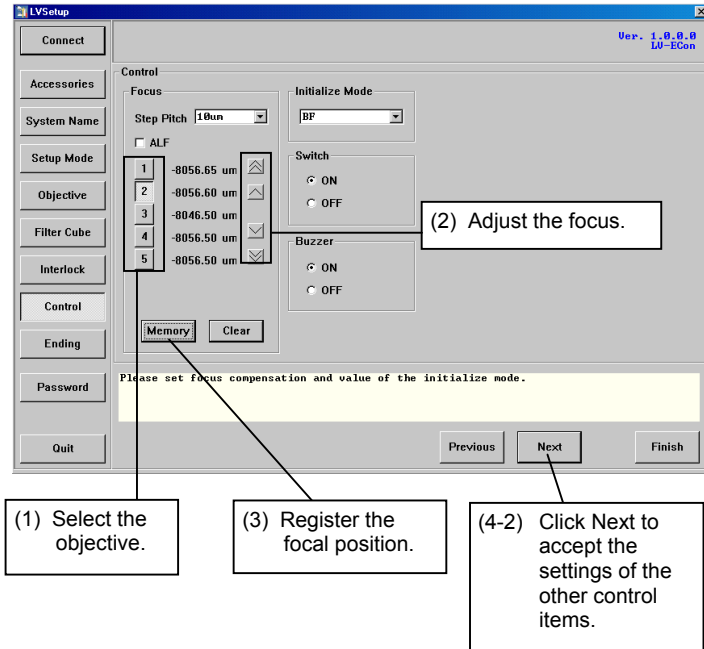 LVSetup
Connect
Ver. 1.0.0.0
LV-ECon
Accessories
System Name
Setup Mode
Objective
Filter Cube
Interlock
Control
Ending
Password
Quit
Control
Focus
Step Pitch 10um
ALF
1 -8056.65 um
2 -8056.60 um
3 -8046.50 um
4 -8056.50 um
5 -8056.50 um
Memory Clear
Initialize Mode
BF
Switch
ON
OFF
Buzzer
ON
OFF
(2) Adjust the focus.
Please set focus compensation and value of the initialize mode.
Previous Next Finish
(1) Select the
objective.
(3) Register the
focal position.
(4-2) Click Next to
accept the
settings of the
other control
items.